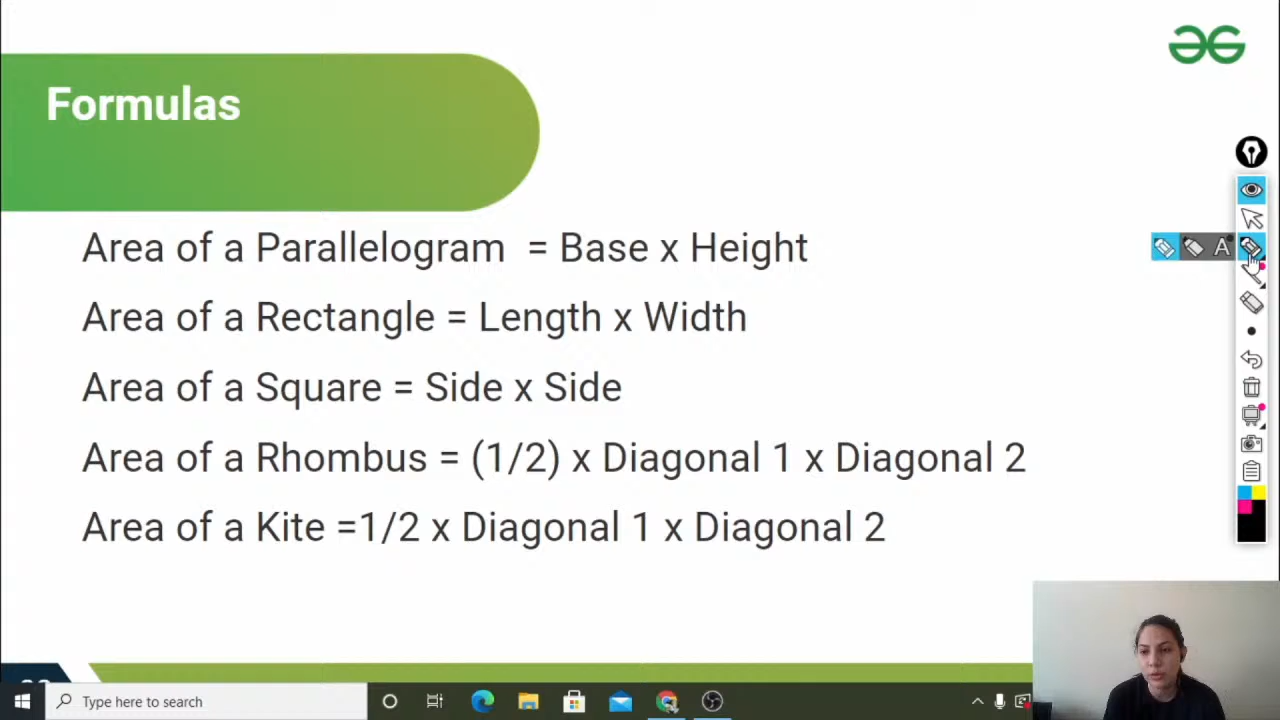 Formulas
Area of a Parallelogram = Base x Height
Area of a Rectangle = Length x Width
A
Area of a Square = Side x Side
Area of a Rhombus = (1/2) x Diagonal 1 x Diagonal 2
Area of a Kite =1/2 x Diagonal 1 x Diagonal 2
Type here to search